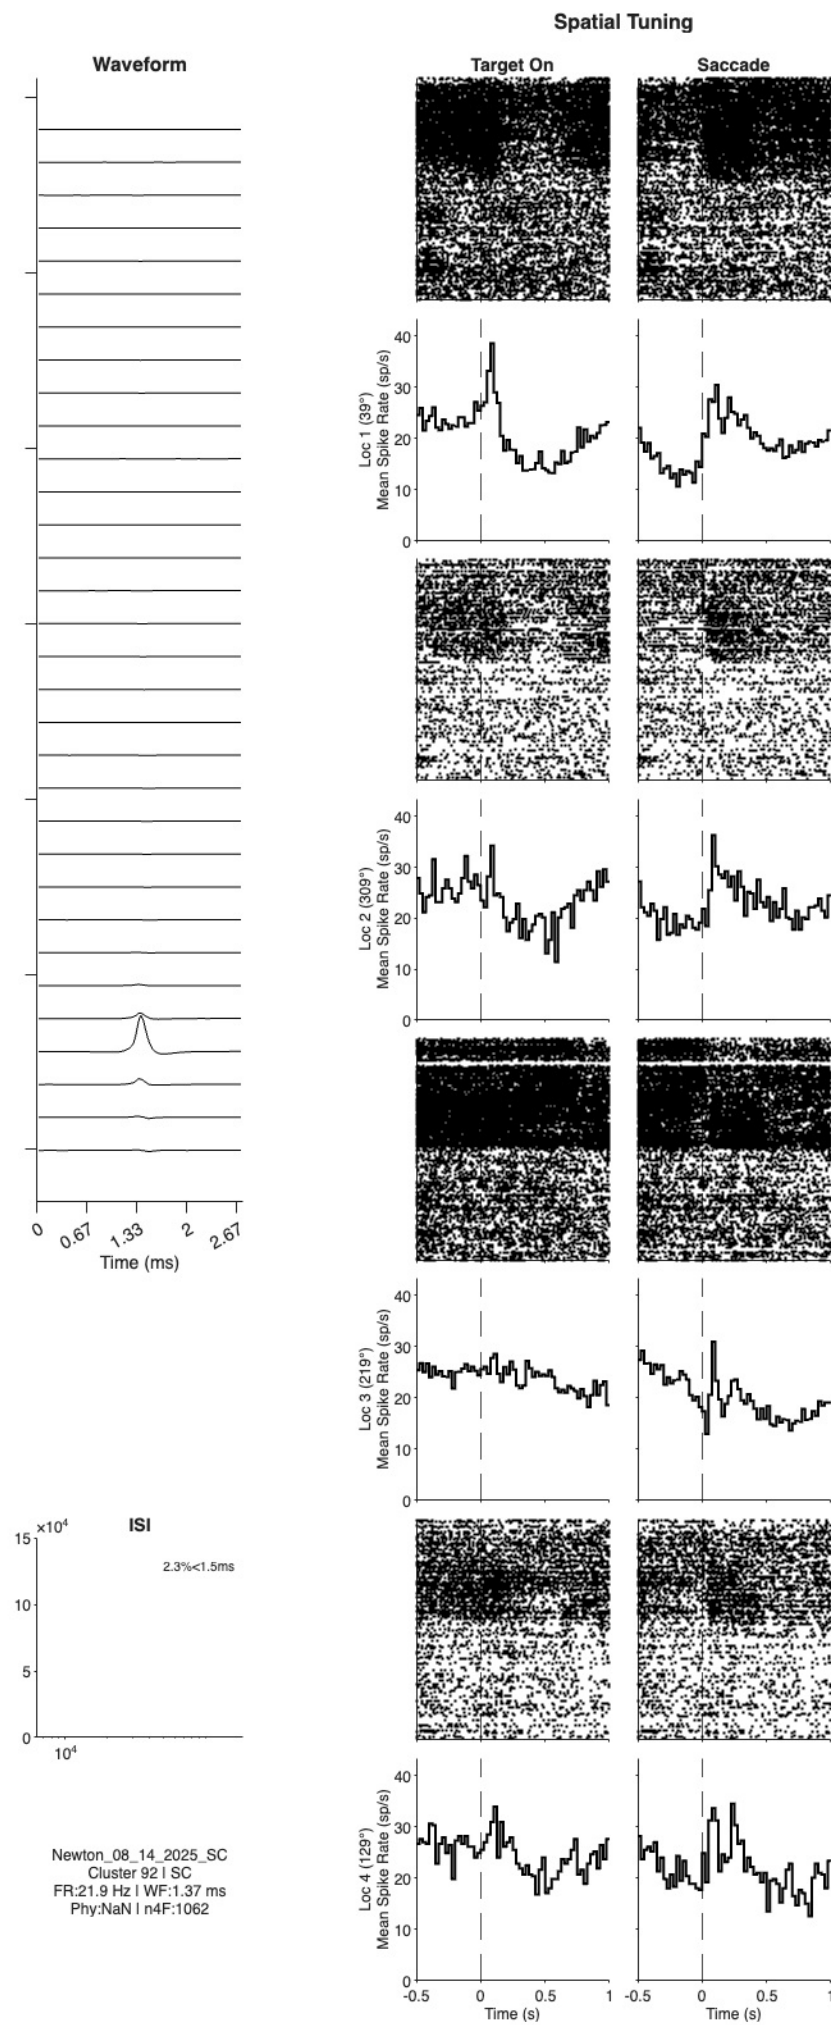 Spatial Tuning
Waveform
Target On
Saccade
40
30
20
10
0
Loc 1 (39°)
Mean Spike Rate (sp/s)
40
30
20
10
0
Loc 2 (309°)
Mean Spike Rate (sp/s)
0
0.67
1.33
2
2.67
Time (ms)
40
30
20
10
0
Loc 3 (219°)
Mean Spike Rate (sp/s)
×10⁴
ISI
15
10
5
0
2.3%<1.5ms
10⁴
Newton_08_14_2025_SC
Cluster 92 | SC
FR:21.9 Hz | WF:1.37 ms
Phy:NaN | n4F:1062
40
30
20
10
0
Loc 4 (129°)
Mean Spike Rate (sp/s)
-0.5 0 0.5 1
Time (s)
-0.5 0 0.5 1
Time (s)